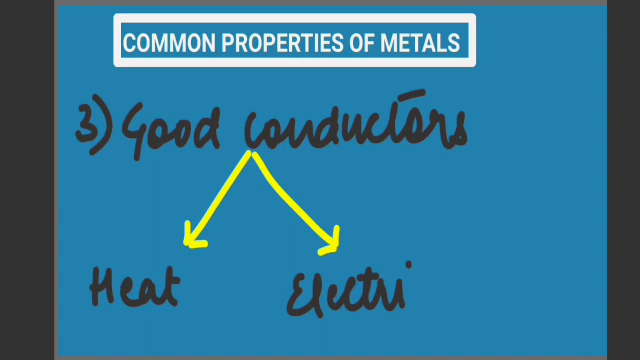 COMMON PROPERTIES OF METALS
3) Good conductors
Heat Electri